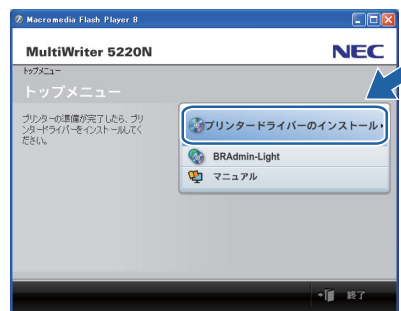 Macromedia Flash Player 8
MultiWriter 5220N
NEC
トップメニュー
トップメニュー
プリンターの準備が完了したら、プリ
ンタードライバーをインストールしてく
ださい。
プリンタードライバーのインストール
BRAdmin-Light
マニュアル
終了